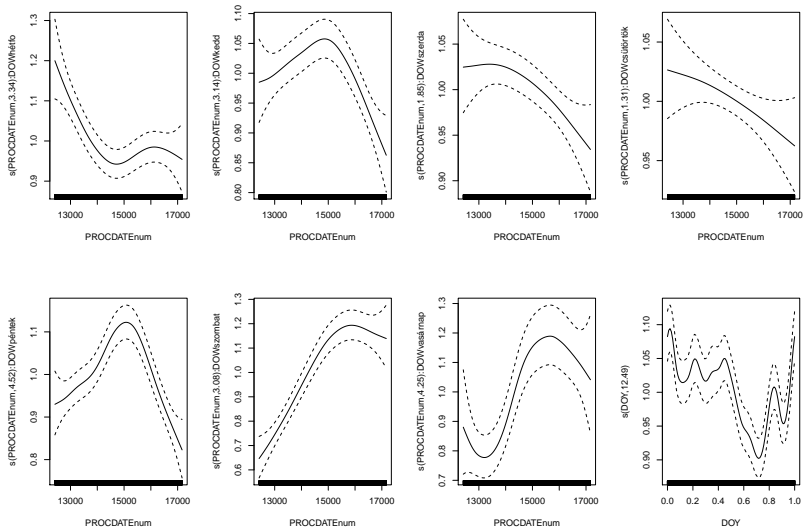 s(PROCDATEnum,3.34):DOWhétfo
0.9 1.0 1.1 1.2 1.3
13000 15000 17000
PROCDATEnum
s(PROCDATEnum,3.14):DOWkedd
0.80 0.85 0.90 0.95 1.00 1.05 1.10
13000 15000 17000
PROCDATEnum
s(PROCDATEnum,1.85):DOWszerda
0.90 0.95 1.00 1.05
13000 15000 17000
PROCDATEnum
s(PROCDATEnum,1.31):DOWcsütörtök
0.95 1.00 1.05
13000 15000 17000
PROCDATEnum
s(PROCDATEnum,4.52):DOWpéntek
0.8 0.9 1.0 1.1
13000 15000 17000
PROCDATEnum
s(PROCDATEnum,3.08):DOWszombat
0.6 0.7 0.8 0.9 1.0 1.1 1.2 1.3
13000 15000 17000
PROCDATEnum
s(PROCDATEnum,4.25):DOWvasárnap
0.7 0.8 0.9 1.0 1.1 1.2 1.3
13000 15000 17000
PROCDATEnum
s(DOY,12.49)
0.90 0.95 1.00 1.05 1.10
0.0 0.2 0.4 0.6 0.8 1.0
DOY